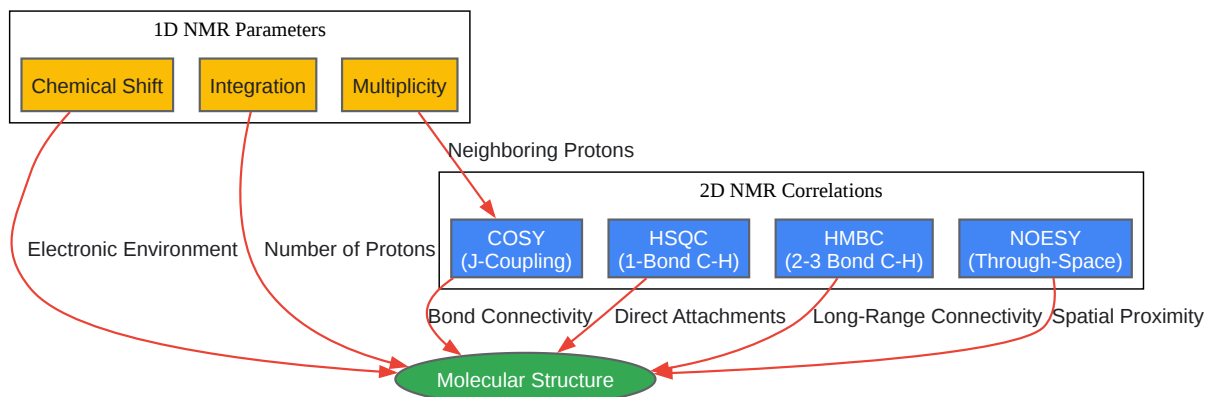 1D NMR Parameters
Chemical Shift
Integration
Multiplicity
Neighboring Protons
2D NMR Correlations
COSY
(J-Coupling)
HSQC
(1-Bond C-H)
HMBC
(2-3 Bond C-H)
NOESY
(Through-Space)
Electronic Environment
Number of Protons
Bond Connectivity
Direct Attachments
Long-Range Connectivity
Spatial Proximity
Molecular Structure